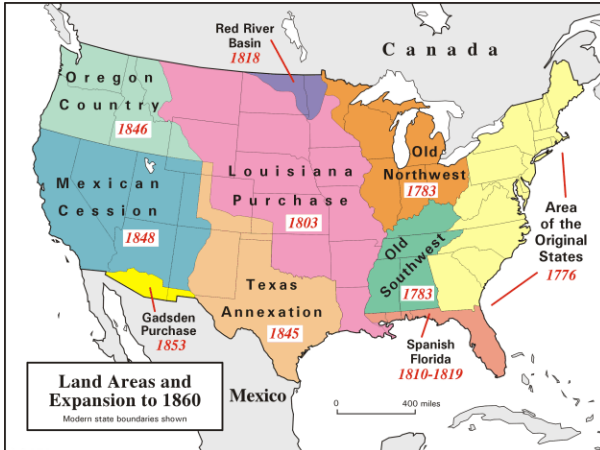 Red River
Basin
1818
Canada
Oregon
Country
1846
Old
Northwest
1783
Louisiana
Purchase
1803
Mexican
Cession
1848
Area
of the
Original
States
1776
Old
Southwest
1783
Texas
Annexation
1845
Gadsden
Purchase
1853
Spanish
Florida
1810-1819
Land Areas and
Expansion to 1860
Modern state boundaries shown
Mexico
0 400 miles